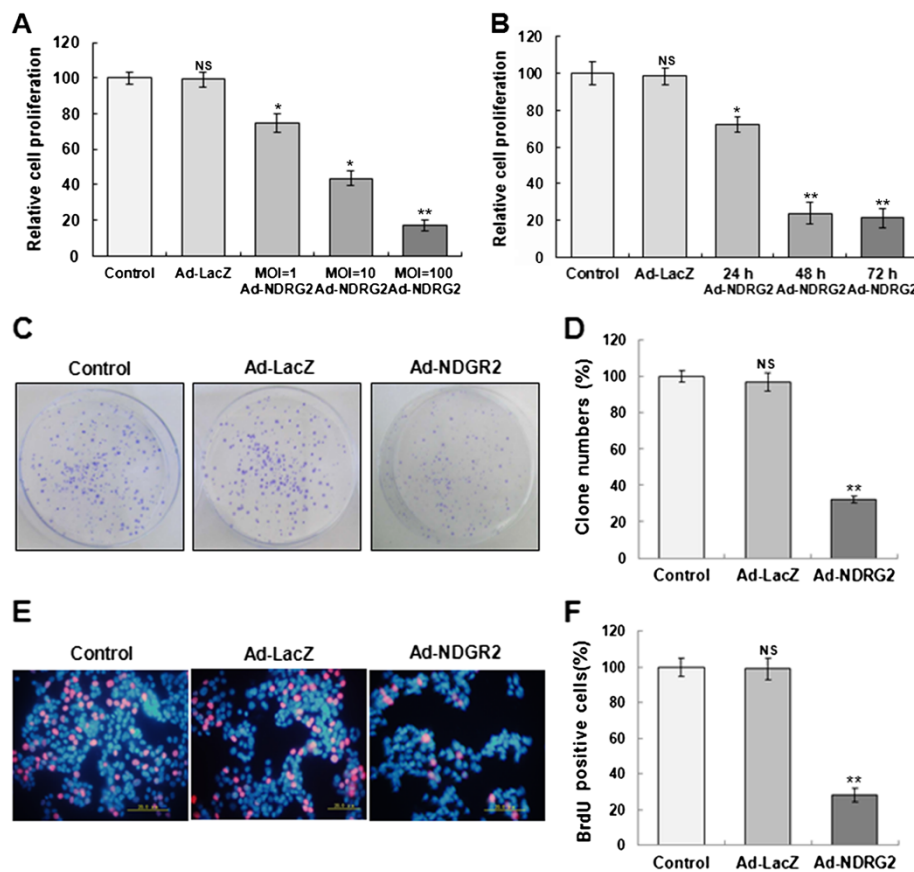 A
Relative cell proliferation
120
100
80
60
40
20
0
NS
*
*
**
Control Ad-LacZ MOI=1 MOI=10 MOI=100
Ad-NDRG2 Ad-NDRG2 Ad-NDRG2
B
Relative cell proliferation
120
100
80
60
40
20
0
NS
*
**
**
Control Ad-LacZ 24 h 48 h 72 h
Ad-NDRG2 Ad-NDRG2 Ad-NDRG2
C
Control Ad-LacZ Ad-NDGR2
D
Clone numbers (%)
120
100
80
60
40
20
0
NS
**
Control Ad-LacZ Ad-NDRG2
E
Control Ad-LacZ Ad-NDGR2
F
BrdU positive cells(%)
120
100
80
60
40
20
0
NS
**
Control Ad-LacZ Ad-NDRG2